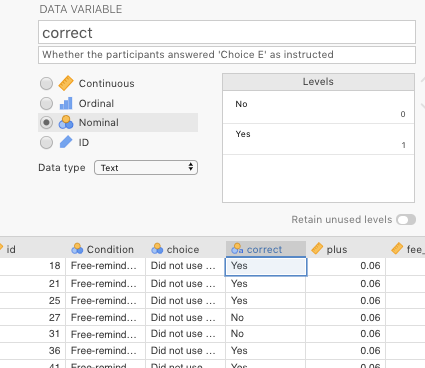 DATA VARIABLE
correct
Whether the participants answered 'Choice E' as instructed
Continuous
Ordinal
Nominal
ID
Data type Text
Levels
No
0
Yes
1
Retain unused levels
id Condition choice a correct plus fee_
18 Free-remind... Did not use ... Yes 0.06
21 Free-remind... Did not use ... Yes 0.06
25 Free-remind... Did not use ... Yes 0.06
27 Free-remind... Did not use ... No 0.06
31 Free-remind... Did not use ... No 0.06
36 Free-remind... Did not use ... Yes 0.06
41 Free-remind... Did not use ... Yes 0.06